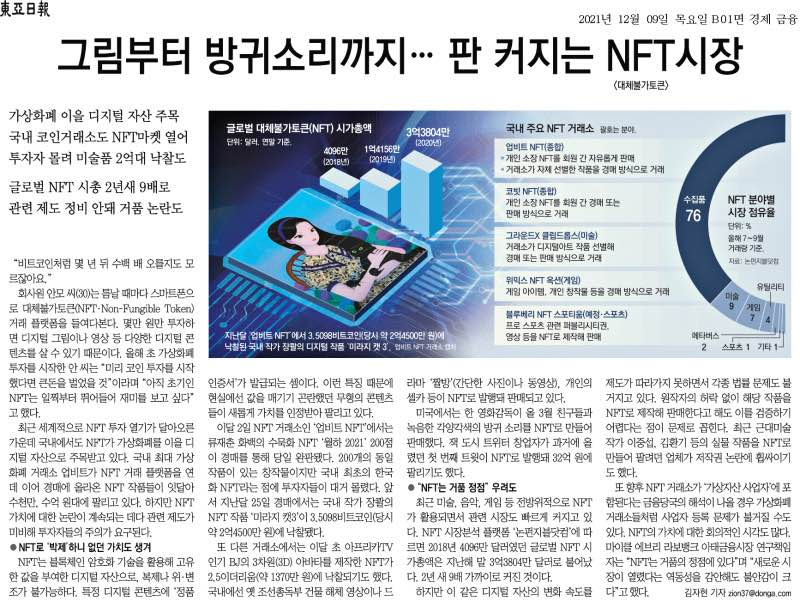 東亞日報
2021년 12월 09일 목요일 B01면 경제 금융
그림부터 방귀소리까지… 판 커지는 NFT시장
〈대체불가토큰〉
가상화폐 이을 디지털 자산 주목
국내 코인거래소도 NFT마켓 열어
투자자 몰려 미술품 2억대 낙찰도
글로벌 NFT 시총 2년새 9배로
관련 제도 정비 안돼 거품 논란도
글로벌 대체불가토큰(NFT) 시가총액
단위: 달러. 연말 기준.
4096만
(2018년)
1억4156만
(2019년)
3억3804만
(2020년)
지난달 '업비트 NFT'에서 3.5098비트코인(당시 약 2억4500만 원)에
낙찰된 국내 작가 장콸의 디지털 작품 '미라지 캣 3'. 업비트 NFT 거래소 캡처
국내 주요 NFT 거래소 괄호는 분야.
업비트 NFT(종합)
• 개인 소장 NFT를 회원 간 자유롭게 판매
• 거래소가 자체 선별한 작품을 경매 방식으로 거래
코빗 NFT(종합)
개인 소장 NFT를 회원 간 경매 또는
판매 방식으로 거래
그라운드X 클립드롭스(미술)
거래소가 디지털아트 작품 선별해
경매 또는 판매 방식으로 거래
위믹스 NFT 옥션(게임)
게임 아이템, 개인 창작물 등을 경매 방식으로 거래
블루베리 NFT 스포티움(예정·스포츠)
프로 스포츠 관련 퍼블리시티권,
영상 등을 NFT로 제작해 판매
NFT 분야별
시장 점유율
단위: %
올해 7~9월
거래량 기준.
자료: 논펀지블닷컴
수집품
76
미술
9
게임
7
유틸리티
4
메타버스
2
스포츠 1
기타 1
"비트코인처럼 몇 년 뒤 수백 배 오를지도 모
르잖아요."
회사원 안모 씨(30)는 틈날 때마다 스마트폰으
로 대체불가토큰(NFT·Non-Fungible Token)
거래 플랫폼을 들여다본다. 몇만 원만 투자하
면 디지털 그림이나 영상 등 다양한 디지털 콘
텐츠를 살 수 있기 때문이다. 올해 초 가상화폐
투자를 시작한 안 씨는 "미리 코인 투자를 시작
했다면 큰돈을 벌었을 것"이라며 "아직 초기인
NFT는 일찍부터 뛰어들어 재미를 보고 싶다"
고 했다.
최근 세계적으로 NFT 투자 열기가 달아오른
가운데 국내에서도 NFT가 가상화폐를 이을 디
지털 자산으로 주목받고 있다. 국내 최대 가상
화폐 거래소 업비트가 NFT 거래 플랫폼을 연
데 이어 경매에 올라온 NFT 작품들이 잇달아
수천만, 수억 원대에 팔리고 있다. 하지만 NFT
가치에 대한 논란이 계속되는 데다 관련 제도가
미비해 투자자들의 주의가 요구된다.
● NFT로 '박제'하니 없던 가치도 생겨
NFT는 블록체인 암호화 기술을 활용해 고유
한 값을 부여한 디지털 자산으로, 복제나 위·변
조가 불가능하다. 특정 디지털 콘텐츠에 '정품
인증서'가 발급되는 셈이다. 이런 특징 때문에
현실에선 값을 매기기 곤란했던 무형의 콘텐츠
들이 새롭게 가치를 인정받아 팔리고 있다.
이달 2일 NFT 거래소인 '업비트 NFT'에서는
류재춘 화백의 수묵화 NFT '월하 2021' 200점
이 경매를 통해 당일 완판됐다. 200개의 동일
작품이 있는 창작물이지만 국내 최초의 한국
화 NFT라는 점에 투자자들이 대거 몰렸다. 앞
서 지난달 25일 경매에서는 국내 작가 장콸의
NFT 작품 '미라지 캣3'이 3.5098비트코인(당시
약 2억4500만 원)에 낙찰됐다.
또 다른 거래소에서는 이달 초 아프리카TV
인기 BJ의 3차원(3D) 아바타를 제작한 NFT가
2.5이더리움(약 1370만 원)에 낙찰되기도 했다.
국내에선 옛 조선총독부 건물 해체 영상이나 드
라마 '짤방'(간단한 사진이나 동영상), 개인의
셀카 등이 NFT로 발행돼 판매되고 있다.
미국에서는 한 영화감독이 올 3월 친구들과
녹음한 각양각색의 방귀 소리를 NFT로 만들어
판매했다. 잭 도시 트위터 창업자가 과거에 올
렸던 첫 번째 트윗이 NFT로 발행돼 32억 원에
팔리기도 했다.
● "NFT는 거품 정점" 우려도
최근 미술, 음악, 게임 등 전방위적으로 NFT
가 활용되면서 관련 시장도 빠르게 커지고 있
다. NFT 시장분석 플랫폼 '논펀지블닷컴'에 따
르면 2018년 4096만 달러였던 글로벌 NFT 시
가총액은 지난해 말 3억3804만 달러로 불어났
다. 2년 새 9배 가까이로 커진 것이다.
하지만 이 같은 디지털 자산의 변화 속도를
제도가 따라가지 못하면서 각종 법률 문제도 불
거지고 있다. 원작자의 허락 없이 해당 작품을
NFT로 제작해 판매한다고 해도 이를 검증하기
어렵다는 점이 문제로 꼽힌다. 최근 근대미술
작가 이중섭, 김환기 등의 실물 작품을 NFT로
만들어 팔려던 업체가 저작권 논란에 휩싸이기
도 했다.
또 향후 NFT 거래소가 '가상자산 사업자'에 포
함된다는 금융당국의 해석이 나올 경우 가상화폐
거래소들처럼 사업자 등록 문제가 불거질 수도
있다. NFT의 가치에 대한 회의적인 시각도 많다.
마이클 에브리 라보뱅크 아태금융시장 연구책임
자는 "NFT는 거품의 정점에 있다"며 "새로운 시
장이 열렸다는 역동성을 감안해도 불안감이 크
다"고 했다.
김자현 기자 zion37@donga.com